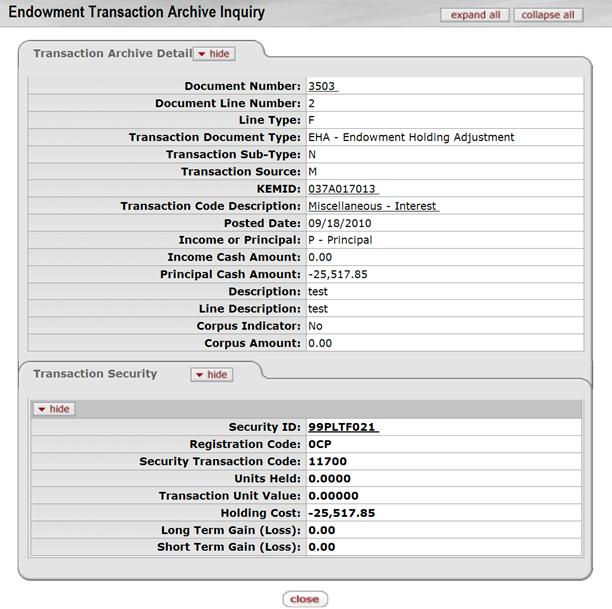 Endowment Transaction Archive Inquiry
expand all collapse all
Transaction Archive Detail hide
Document Number: 3503
Document Line Number: 2
Line Type: F
Transaction Document Type: EHA - Endowment Holding Adjustment
Transaction Sub-Type: N
Transaction Source: M
KEMID: 037A017013
Transaction Code Description: Miscellaneous - Interest
Posted Date: 09/18/2010
Income or Principal: P - Principal
Income Cash Amount: 0.00
Principal Cash Amount: -25,517.85
Description: test
Line Description: test
Corpus Indicator: No
Corpus Amount: 0.00
Transaction Security hide
hide
Security ID: 99PLTF021
Registration Code: 0CP
Security Transaction Code: 11700
Units Held: 0.0000
Transaction Unit Value: 0.00000
Holding Cost: -25,517.85
Long Term Gain (Loss): 0.00
Short Term Gain (Loss): 0.00
close